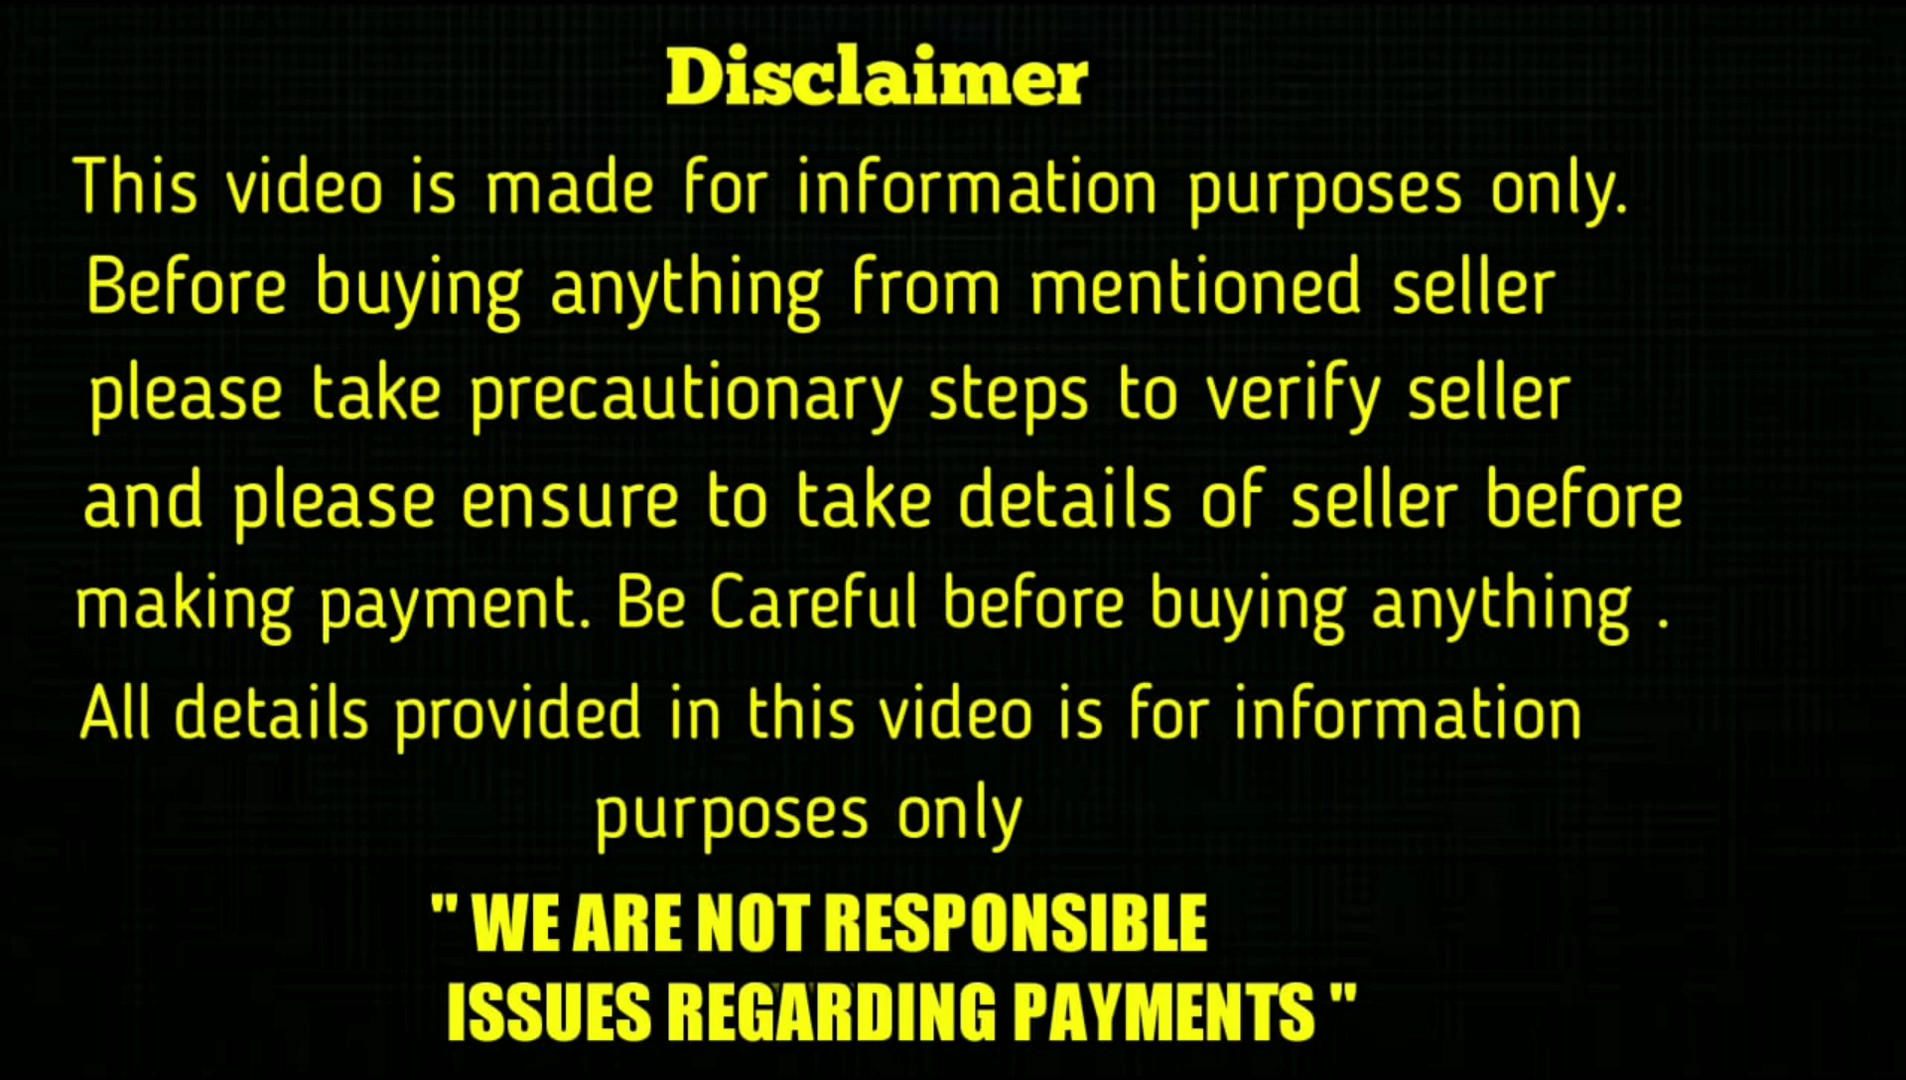 Disclaimer
This video is made for information purposes only.
Before buying anything from mentioned seller
please take precautionary steps to verify seller
and please ensure to take details of seller before
making payment. Be Careful before buying anything .
All details provided in this video is for information
purposes only
" WE ARE NOT RESPONSIBLE
ISSUES REGARDING PAYMENTS "